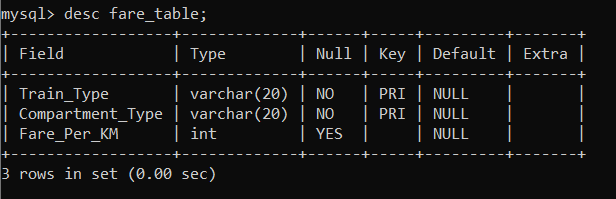 mysql> desc fare_table;
+------------------+-------------+------+-----+---------+-------+
| Field            | Type        | Null | Key | Default | Extra |
+------------------+-------------+------+-----+---------+-------+
| Train_Type       | varchar(20) | NO   | PRI | NULL    |       |
| Compartment_Type | varchar(20) | NO   | PRI | NULL    |       |
| Fare_Per_KM      | int         | YES  |     | NULL    |       |
+------------------+-------------+------+-----+---------+-------+
3 rows in set (0.00 sec)